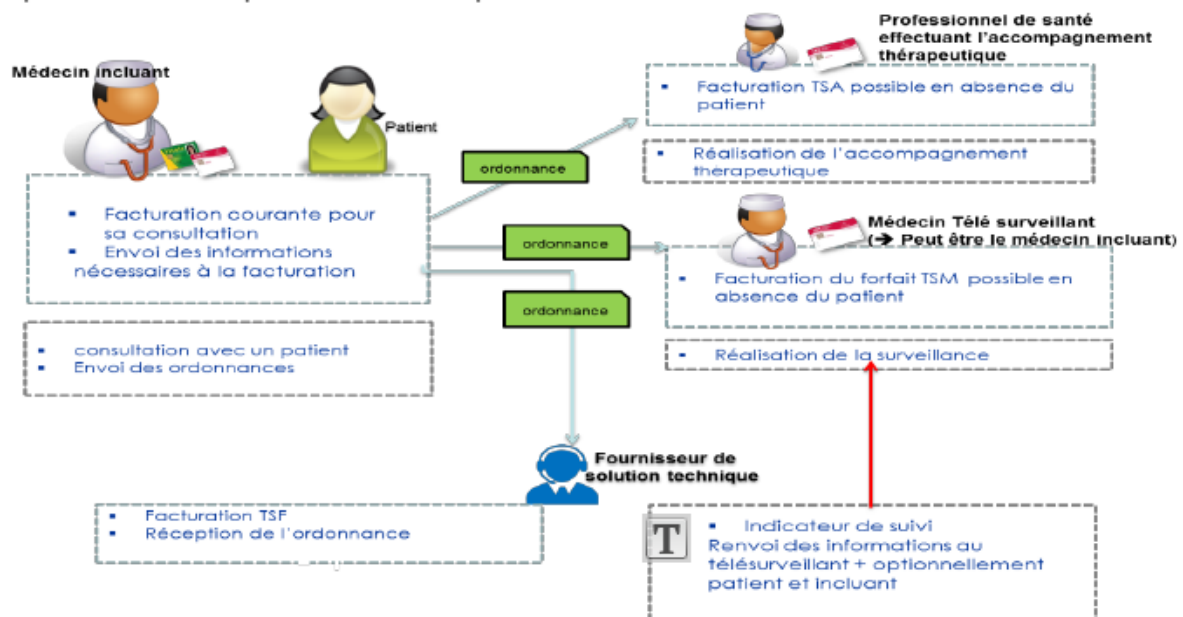 Professionnel de santé
effectuant l'accompagnement
thérapeutique
Médecin incluant
Patient
▪ Facturation TSA possible en absence du
patient
ordonnance
▪ Réalisation de l'accompagnement
thérapeutique
▪ Facturation courante pour
sa consultation
▪ Envoi des informations
nécessaires à la facturation
ordonnance
Médecin Télé surveillant
(➔ Peut être le médecin incluant)
▪ Facturation du forfait TSM possible en
absence du patient
ordonnance
▪ consultation avec un patient
▪ Envoi des ordonnances
▪ Réalisation de la surveillance
Fournisseur de
solution technique
▪ Facturation TSF
▪ Réception de l'ordonnance
T
▪ Indicateur de suivi
Renvoi des informations au
télésurveillant + optionnellement
patient et incluant